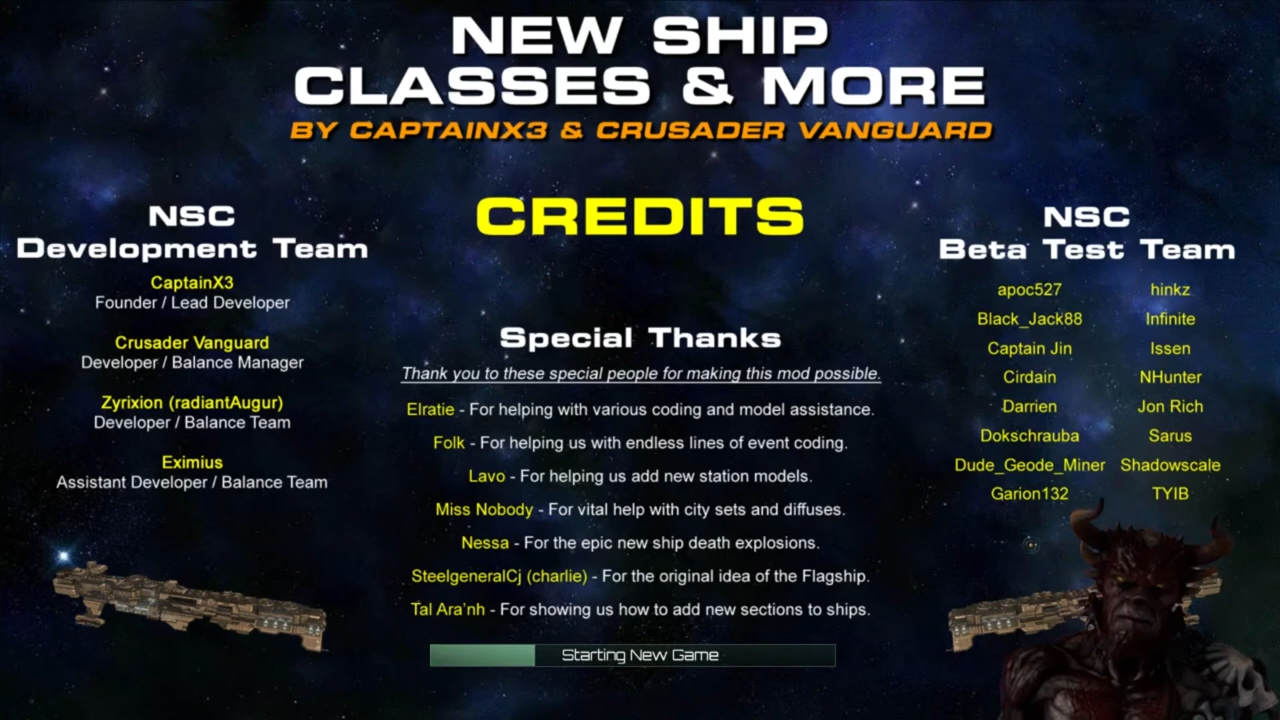 NEW SHIP
CLASSES & MORE
BY CAPTAINX3 & CRUSADER VANGUARD
NSC
Development Team
CaptainX3
Founder / Lead Developer
Crusader Vanguard
Developer / Balance Manager
Zyrixion (radiantAugur)
Developer / Balance Team
Eximius
Assistant Developer / Balance Team
CREDITS
Special Thanks
Thank you to these special people for making this mod possible.
Elratie - For helping with various coding and model assistance.
Folk - For helping us with endless lines of event coding.
Lavo - For helping us add new station models.
Miss Nobody - For vital help with city sets and diffuses.
Nessa - For the epic new ship death explosions.
SteelgeneralCj (charlie) - For the original idea of the Flagship.
Tal Ara'nh - For showing us how to add new sections to ships.
Starting New Game
NSC
Beta Test Team
apoc527 hinkz
Black_Jack88 Infinite
Captain Jin Issen
Cirdain NHunter
Darrien Jon Rich
Dokschrauba Sarus
Dude_Geode_Miner Shadowscale
Garion132 TYIB